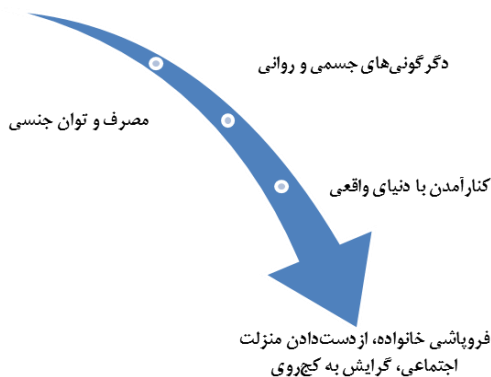 دگرگونی‌های جسمی و روانی
مصرف و توان جنسی
کنارآمدن با دنیای واقعی
فروپاشی خانواده، ازدست‌دادن منزلت
اجتماعی، گرایش به کج‌روی